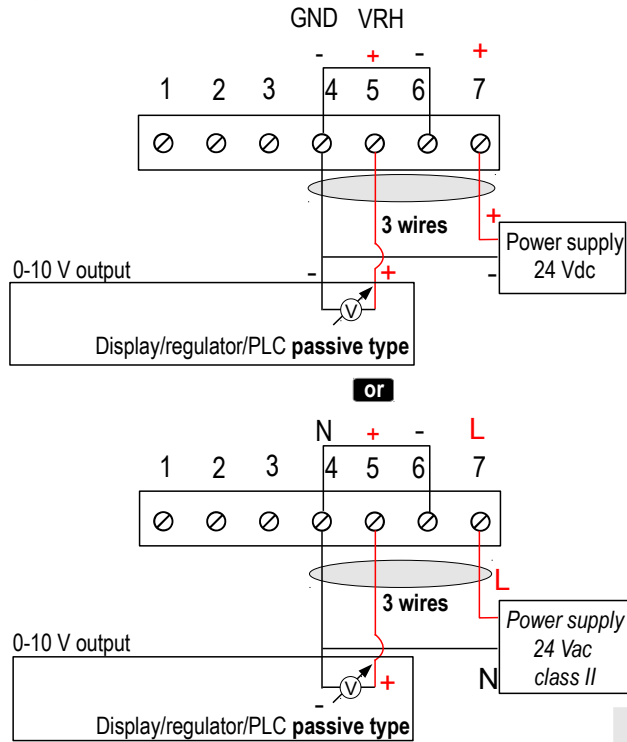 GND VRH
- + - +
1 2 3 4 5 6 7
3 wires
+
Power supply
24 Vdc
-
0-10 V output
- +
V
Display/regulator/PLC passive type
or
N + - L
1 2 3 4 5 6 7
L
3 wires
Power supply
24 Vac
class II
N
0-10 V output
- +
V
Display/regulator/PLC passive type